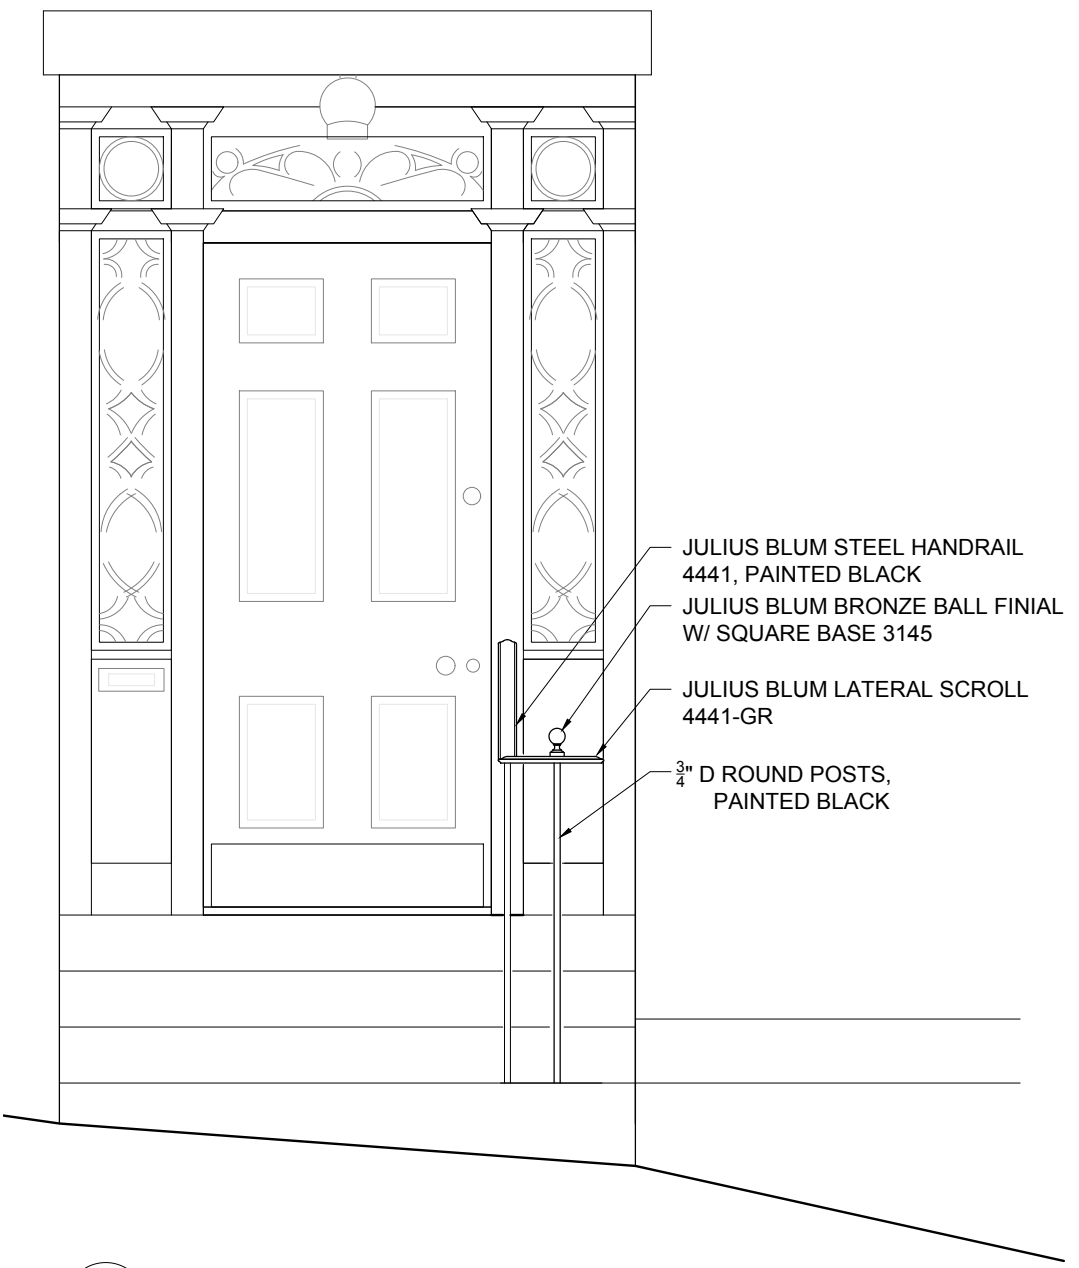 JULIUS BLUM STEEL HANDRAIL
4441, PAINTED BLACK
JULIUS BLUM BRONZE BALL FINIAL
W/ SQUARE BASE 3145
JULIUS BLUM LATERAL SCROLL
4441-GR
3/4" D ROUND POSTS,
PAINTED BLACK